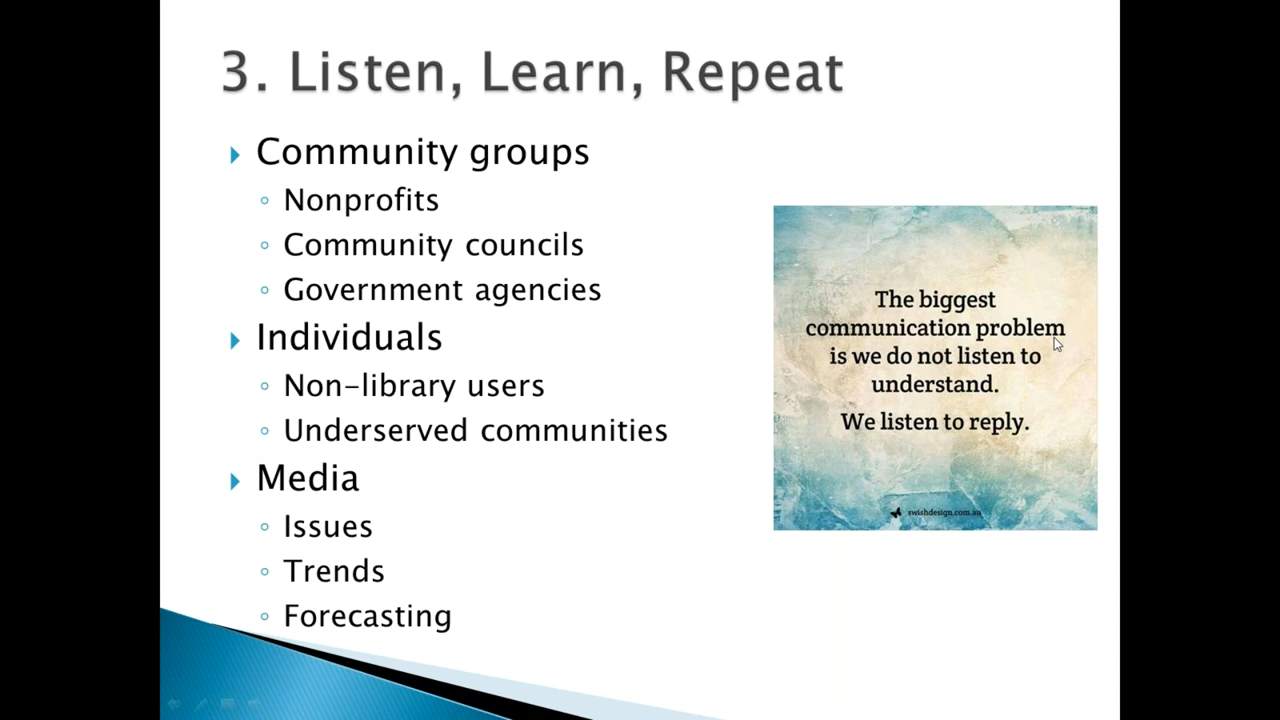 3. Listen, Learn, Repeat
Community groups
Nonprofits
Community councils
Government agencies
Individuals
Non-library users
Underserved communities
Media
Issues
Trends
Forecasting
The biggest
communication problem
is we do not listen to
understand.
We listen to reply.
swishdesign.com.au